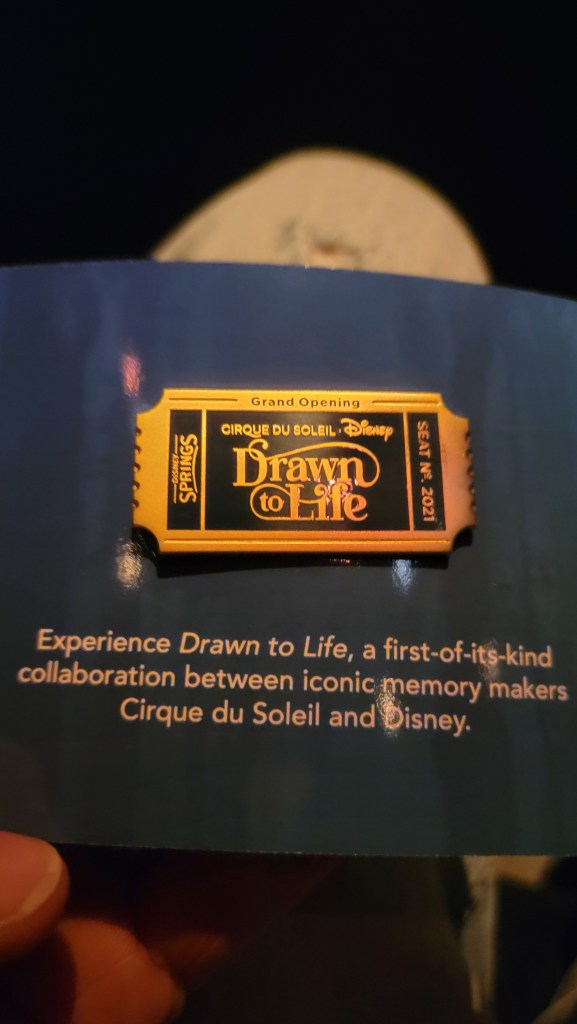 Grand Opening
CIRQUE DU SOLEIL · Disney
Drawn
to Life
DISNEY
SPRINGS
SEAT Nº. 2021
Experience Drawn to Life, a first-of-its-kind
collaboration between iconic memory makers
Cirque du Soleil and Disney.